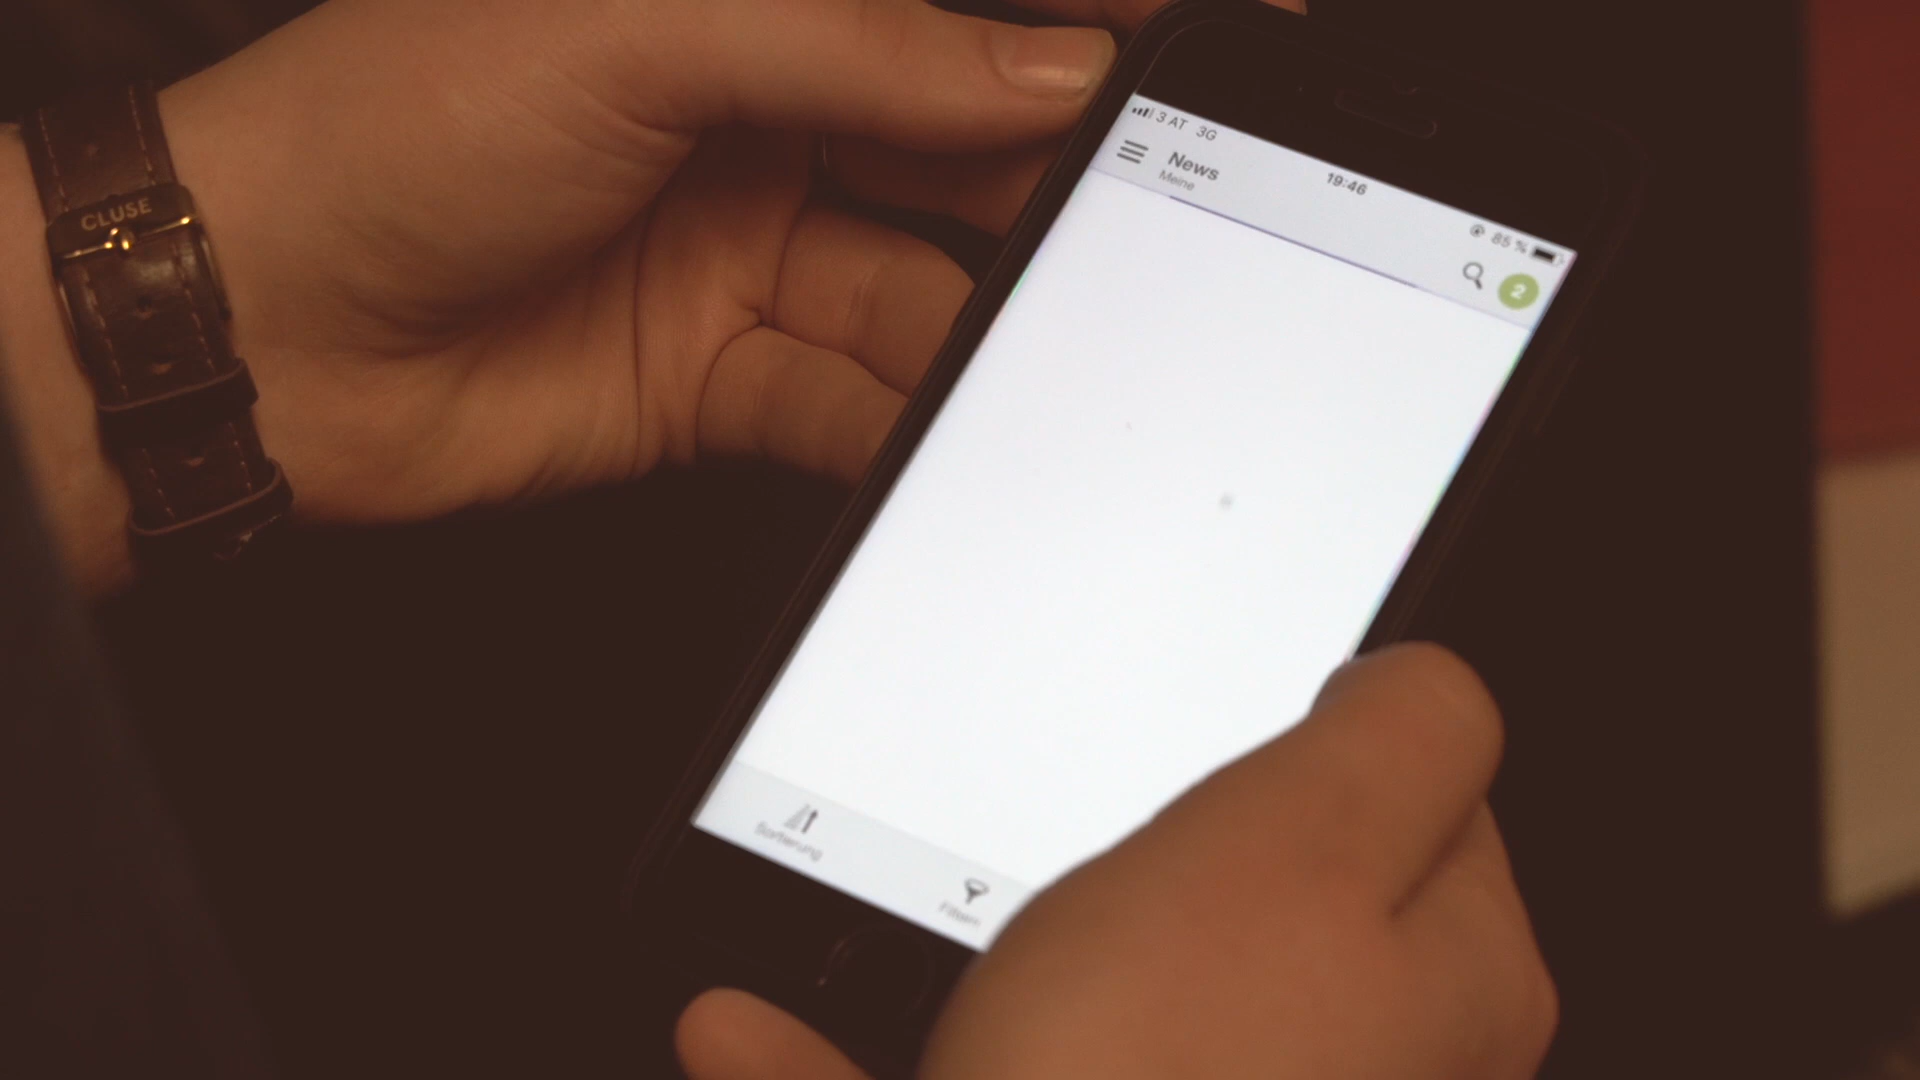 CLUSE
3 AT 3G
19:46
85 %
News
Meine
2
Sortierung
Filtern